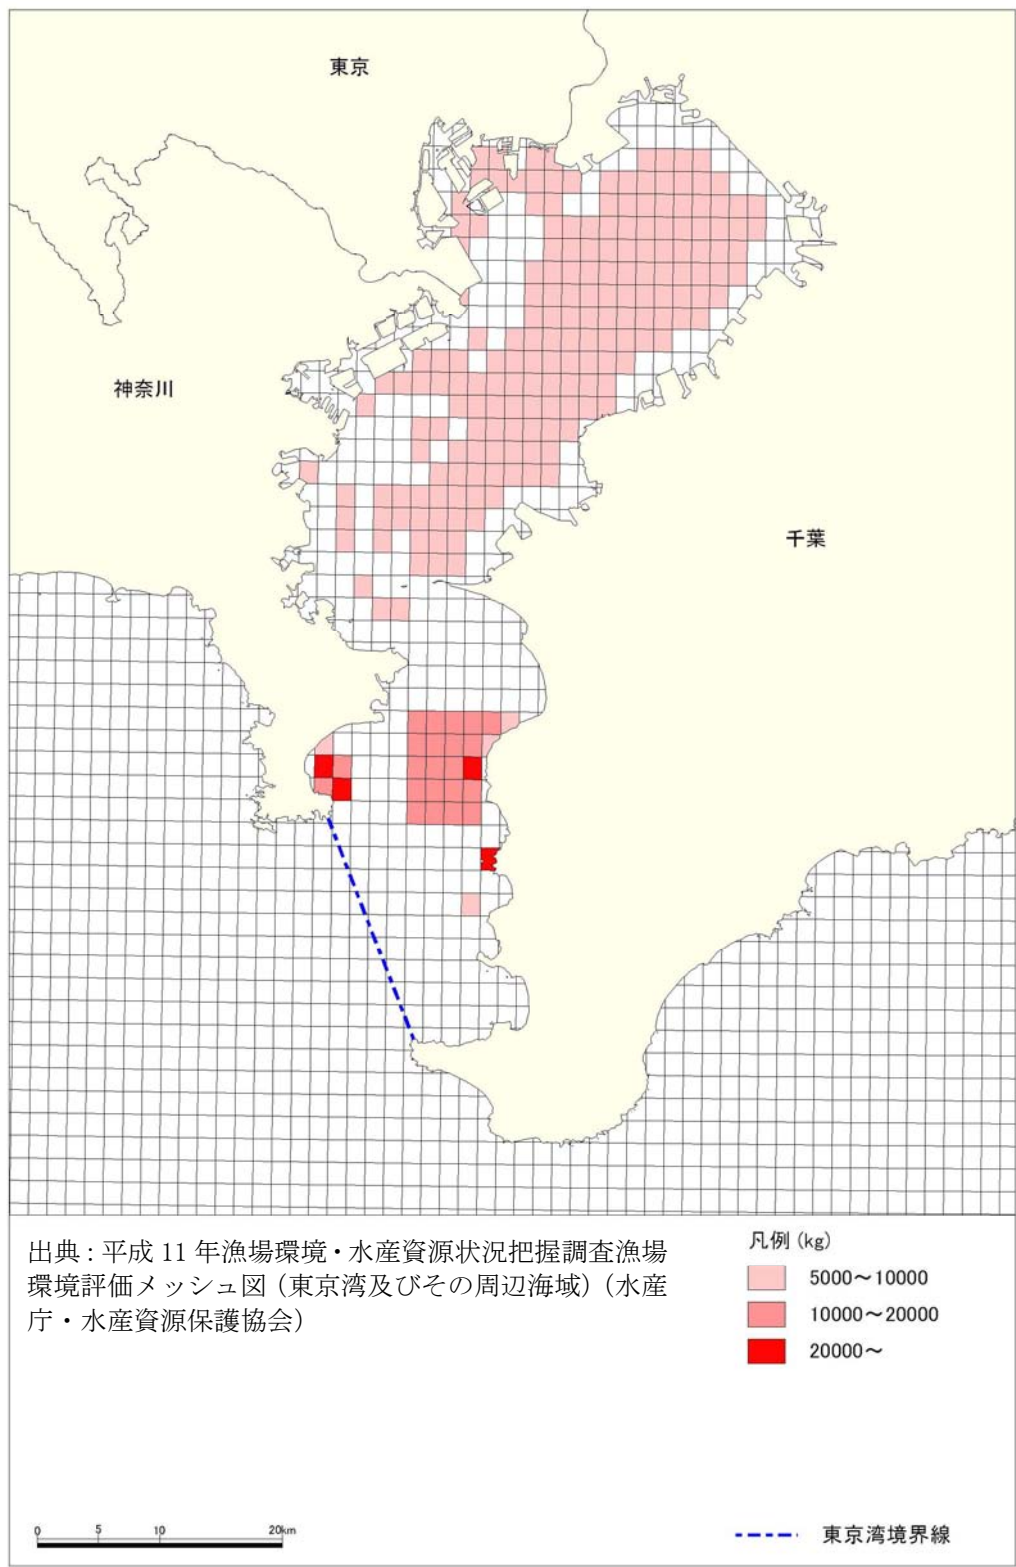 東京
神奈川
千葉
出典：平成 11 年漁場環境・水産資源状況把握調査漁場
環境評価メッシュ図（東京湾及びその周辺海域）（水産
庁・水産資源保護協会）
凡例 (kg)
5000～10000
10000～20000
20000～
0 5 10 20km
東京湾境界線